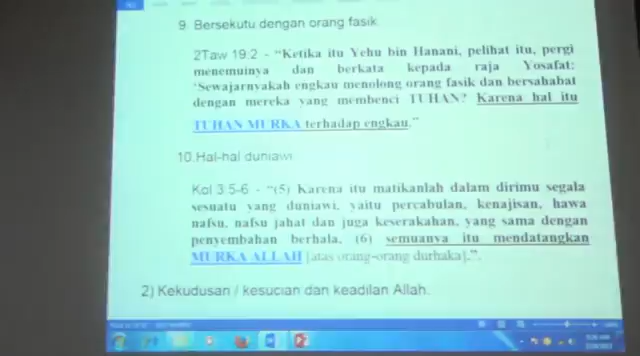 9. Bersekutu dengan orang fasik
2Taw 19:2 - “Ketika itu Yehu bin Hanani, pelihat itu, pergi
menemuinya dan berkata kepada raja Yosafat:
‘Sewajarnyakah engkau menolong orang fasik dan bersahabat
dengan mereka yang membenci TUHAN? Karena hal itu
TUHAN MURKA terhadap engkau.”
10.Hal-hal duniawi
Kol 3:5-6 - “(5) Karena itu matikanlah dalam dirimu segala
sesuatu yang duniawi, yaitu percabulan, kenajisan, hawa
nafsu, nafsu jahat dan juga keserakahan, yang sama dengan
penyembahan berhala, (6) semuanya itu mendatangkan
MURKA ALLAH [atas orang-orang durhaka].”.
2) Kekudusan / kesucian dan keadilan Allah.